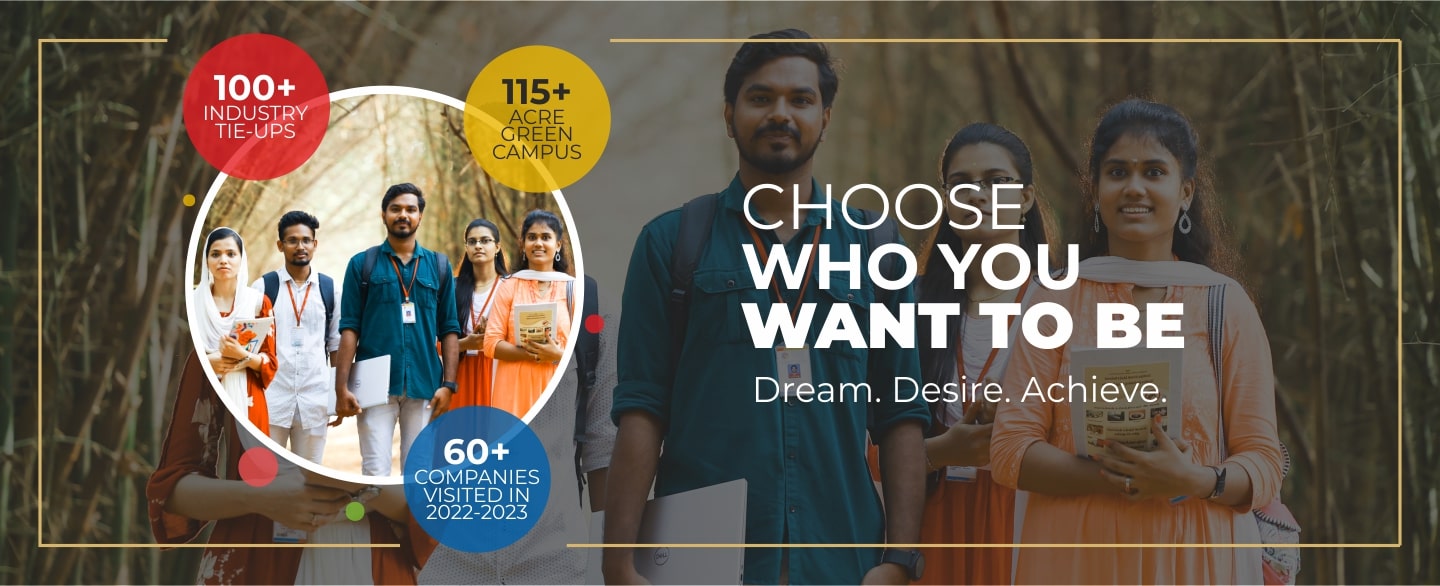 100+
INDUSTRY
TIE-UPS
115+
ACRE
GREEN
CAMPUS
60+
COMPANIES
VISITED IN
2022-2023
CHOOSE
WHO YOU
WANT TO BE
Dream. Desire. Achieve.
DELL